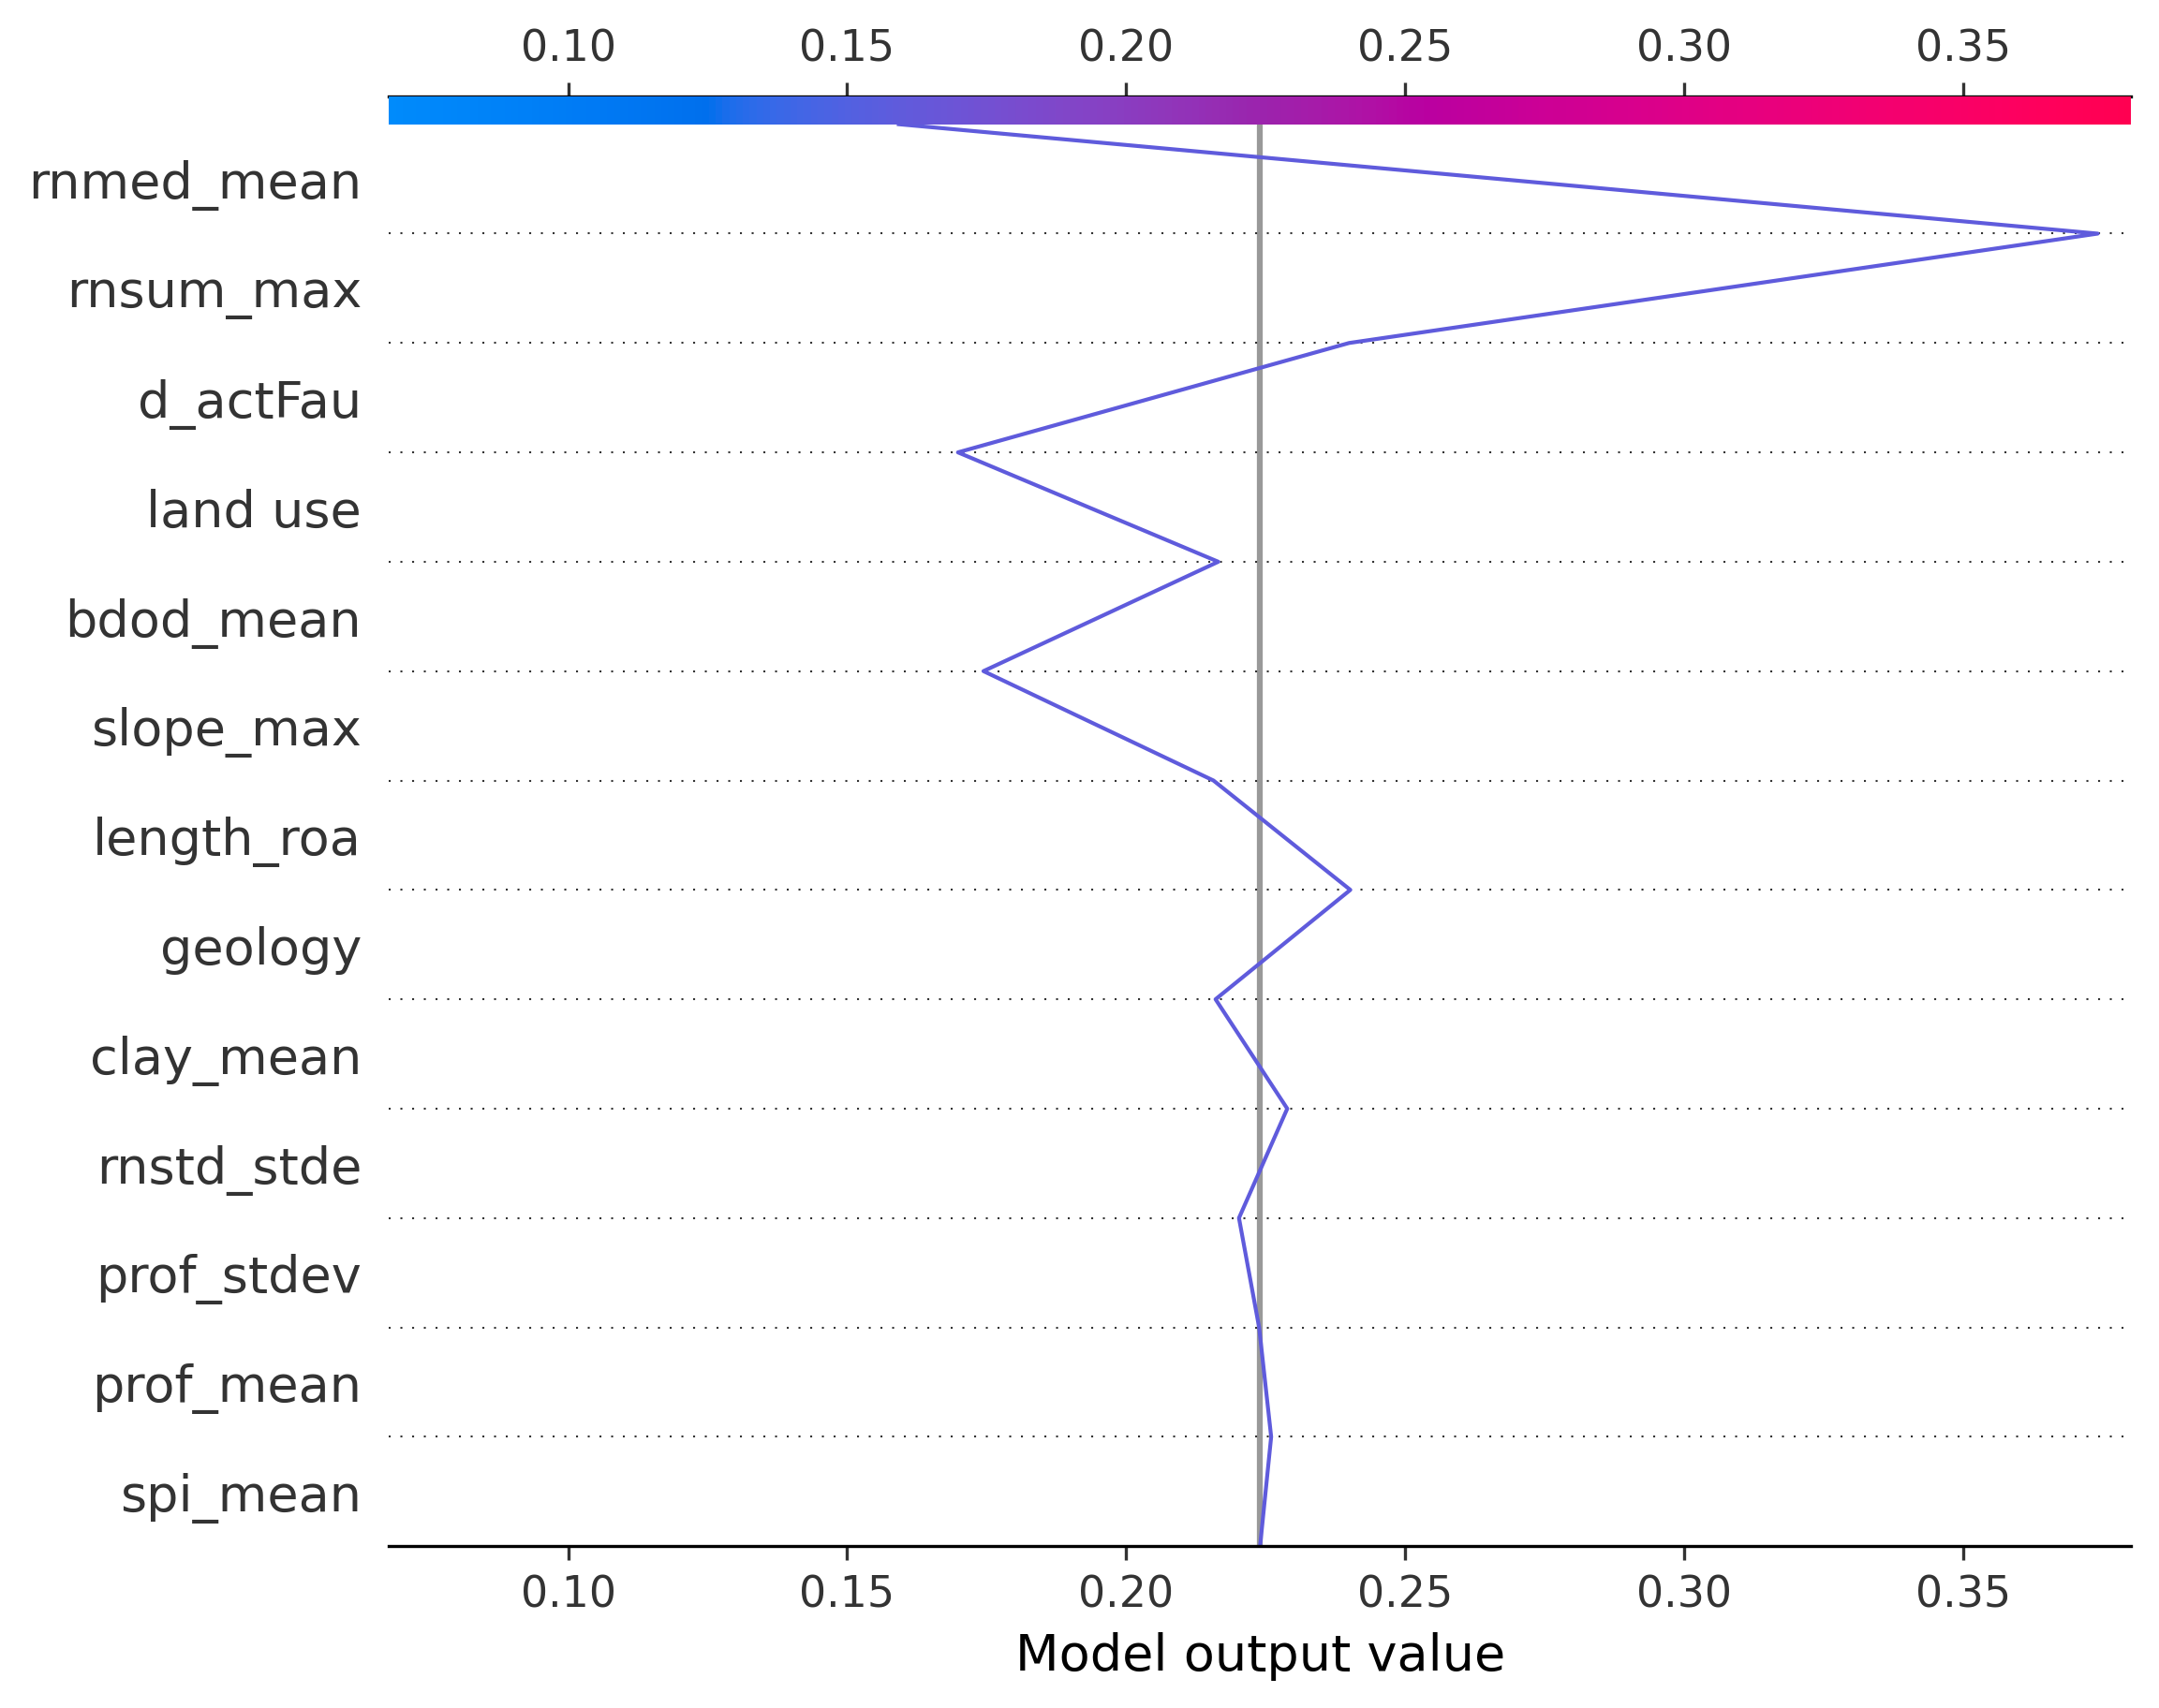 0.10 0.15 0.20 0.25 0.30 0.35
rnmed_mean
rnsum_max
d_actFau
land use
bdod_mean
slope_max
length_roa
geology
clay_mean
rnstd_stde
prof_stdev
prof_mean
spi_mean
0.10 0.15 0.20 0.25 0.30 0.35
Model output value